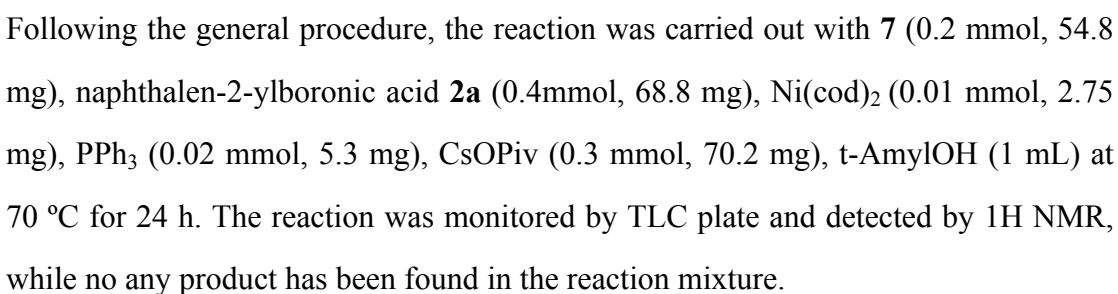 Following the general procedure, the reaction was carried out with 7 (0.2 mmol, 54.8
mg), naphthalen-2-ylboronic acid 2a (0.4mmol, 68.8 mg), Ni(cod)₂ (0.01 mmol, 2.75
mg), PPh₃ (0.02 mmol, 5.3 mg), CsOPiv (0.3 mmol, 70.2 mg), t-AmylOH (1 mL) at
70 ºC for 24 h. The reaction was monitored by TLC plate and detected by 1H NMR,
while no any product has been found in the reaction mixture.